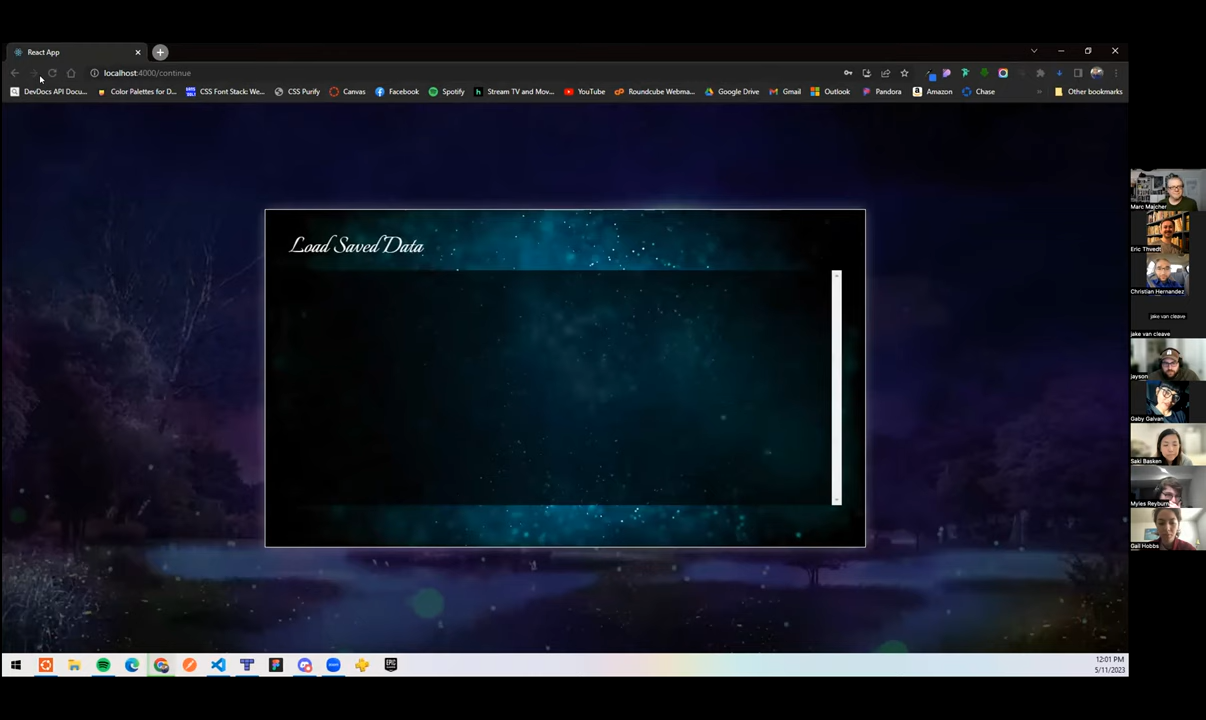 React App
localhost:4000/continue
DevDocs API Docu...
Color Palettes for D...
CSS Font Stack: We...
CSS Purify
Canvas
Facebook
Spotify
Stream TV and Mov...
YouTube
Roundcube Webma...
Google Drive
Gmail
Outlook
Pandora
Amazon
Chase
Other bookmarks
Load Saved Data
Marc Majcher
Eric Thvedt
Christian Hernandez
jake van cleave
jake van cleave
jayson
Gaby Galvan
Saki Basken
Myles Reyburn
Gail Hobbs
EPIC
12:01 PM
5/11/2023